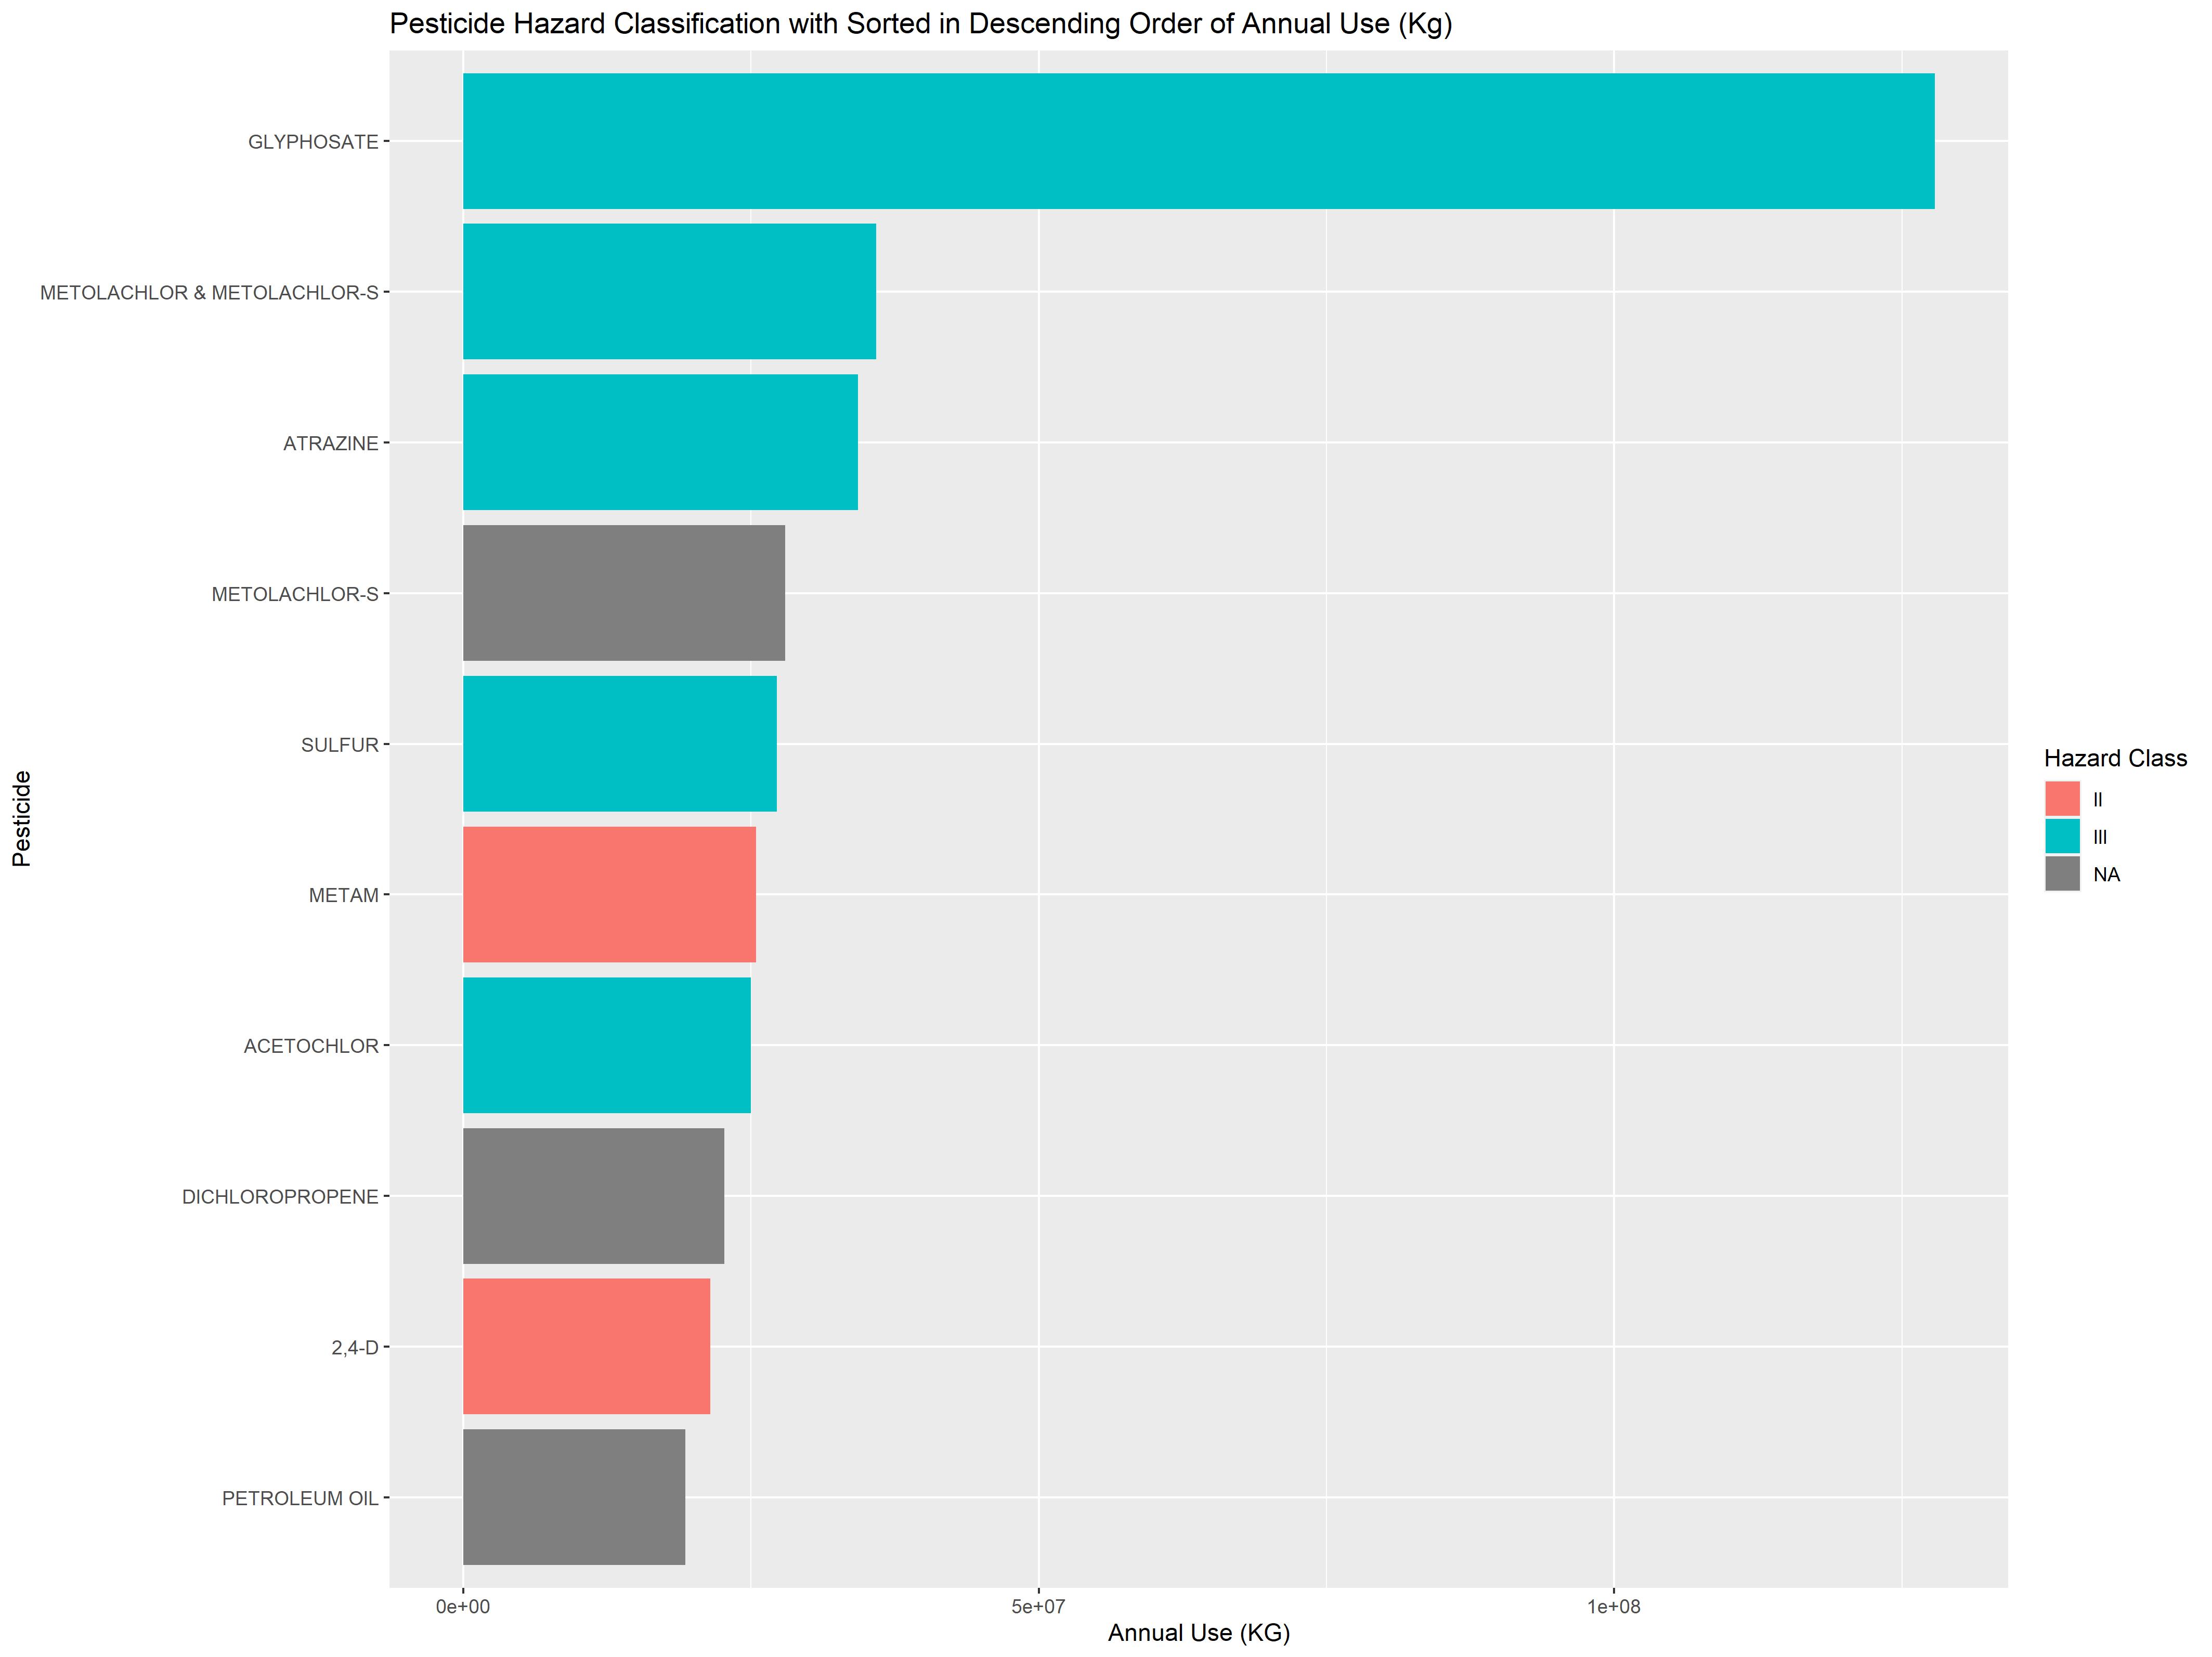 Pesticide Hazard Classification with Sorted in Descending Order of Annual Use (Kg)
GLYPHOSATE
METOLACHLOR & METOLACHLOR-S
ATRAZINE
METOLACHLOR-S
SULFUR
METAM
ACETOCHLOR
DICHLOROPROPENE
2,4-D
PETROLEUM OIL
Pesticide
0e+00 5e+07 1e+08
Annual Use (KG)
Hazard Class
II
III
NA